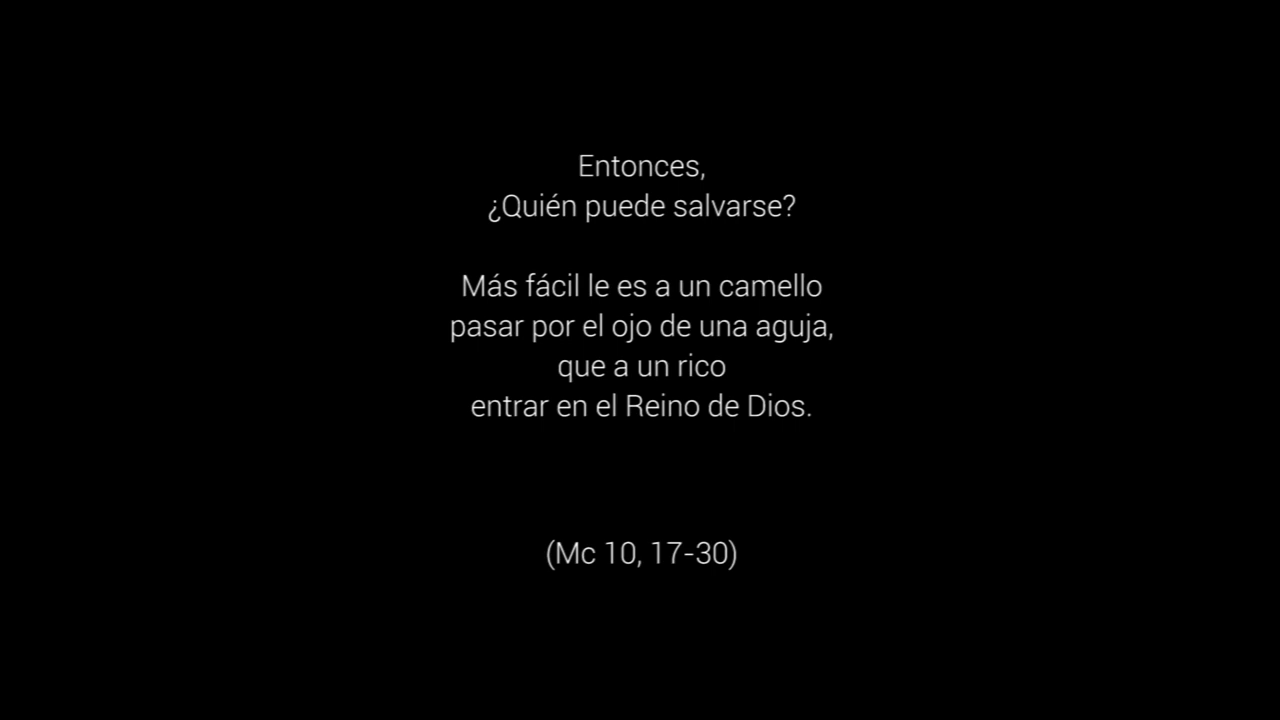 Entonces,
¿Quién puede salvarse?
Más fácil le es a un camello
pasar por el ojo de una aguja,
que a un rico
entrar en el Reino de Dios.
(Mc 10, 17-30)